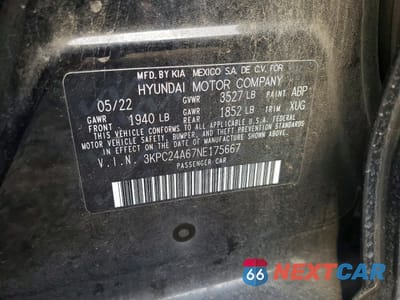 MFD.BY KIA MEXICO S.A. DE C.V. FOR
HYUNDAI MOTOR COMPANY
05/22 GVWR 3527 LB PAINT ABP
GAWR FRONT 1940 LB GAWR REAR 1852 LB TRIM XUG
THIS VEHICLE CONFORMS TO ALL APPLICABLE U.S. FEDERAL
MOTOR VEHICLE SAFETY, BUMPER, AND THEFT PREVENTION STANDARDS
IN EFFECT ON THE DATE OF MANUFACTURE SHOWN ABOVE.
V.I.N. 3KPC24A67NE175667
PASSENGER CAR
66 NEXTCAR